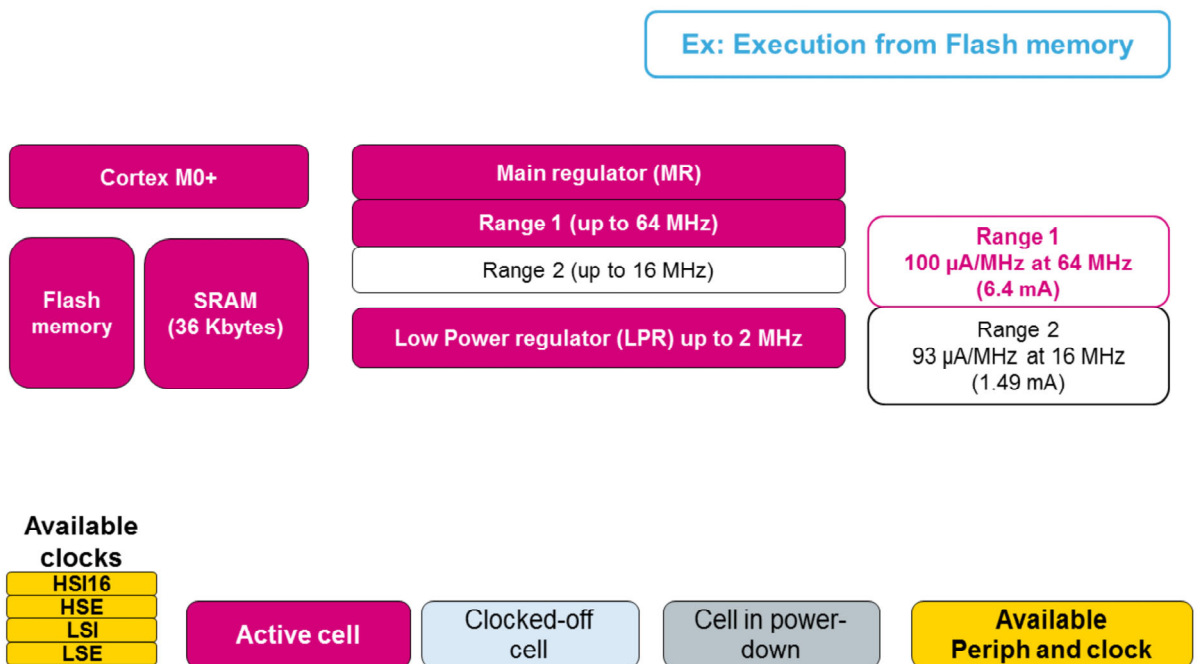 Ex: Execution from Flash memory
Cortex M0+
Main regulator (MR)
Range 1 (up to 64 MHz)
Range 2 (up to 16 MHz)
Low Power regulator (LPR) up to 2 MHz
Flash
memory
SRAM
(36 Kbytes)
Range 1
100 µA/MHz at 64 MHz
(6.4 mA)
Range 2
93 µA/MHz at 16 MHz
(1.49 mA)
Available
clocks
HSI16
HSE
LSI
LSE
Active cell
Clocked-off
cell
Cell in power-
down
Available
Periph and clock